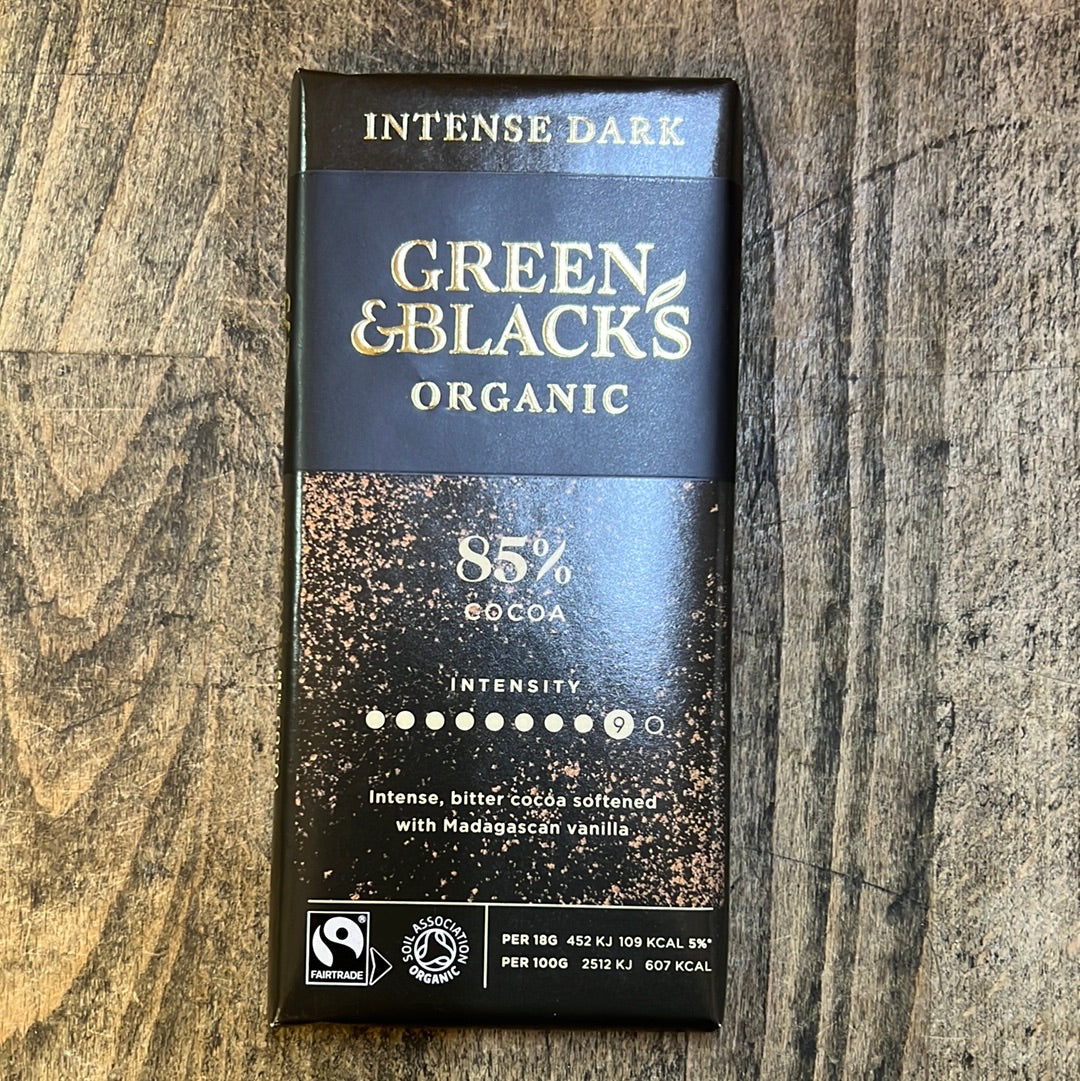 INTENSE DARK
GREEN
&BLACK'S
ORGANIC
85%
COCOA
INTENSITY
9
Intense, bitter cocoa softened
with Madagascan vanilla
®
FAIRTRADE
SOIL ASSOCIATION
ORGANIC
PER 18G 452 KJ 109 KCAL 5%*
PER 100G 2512 KJ 607 KCAL